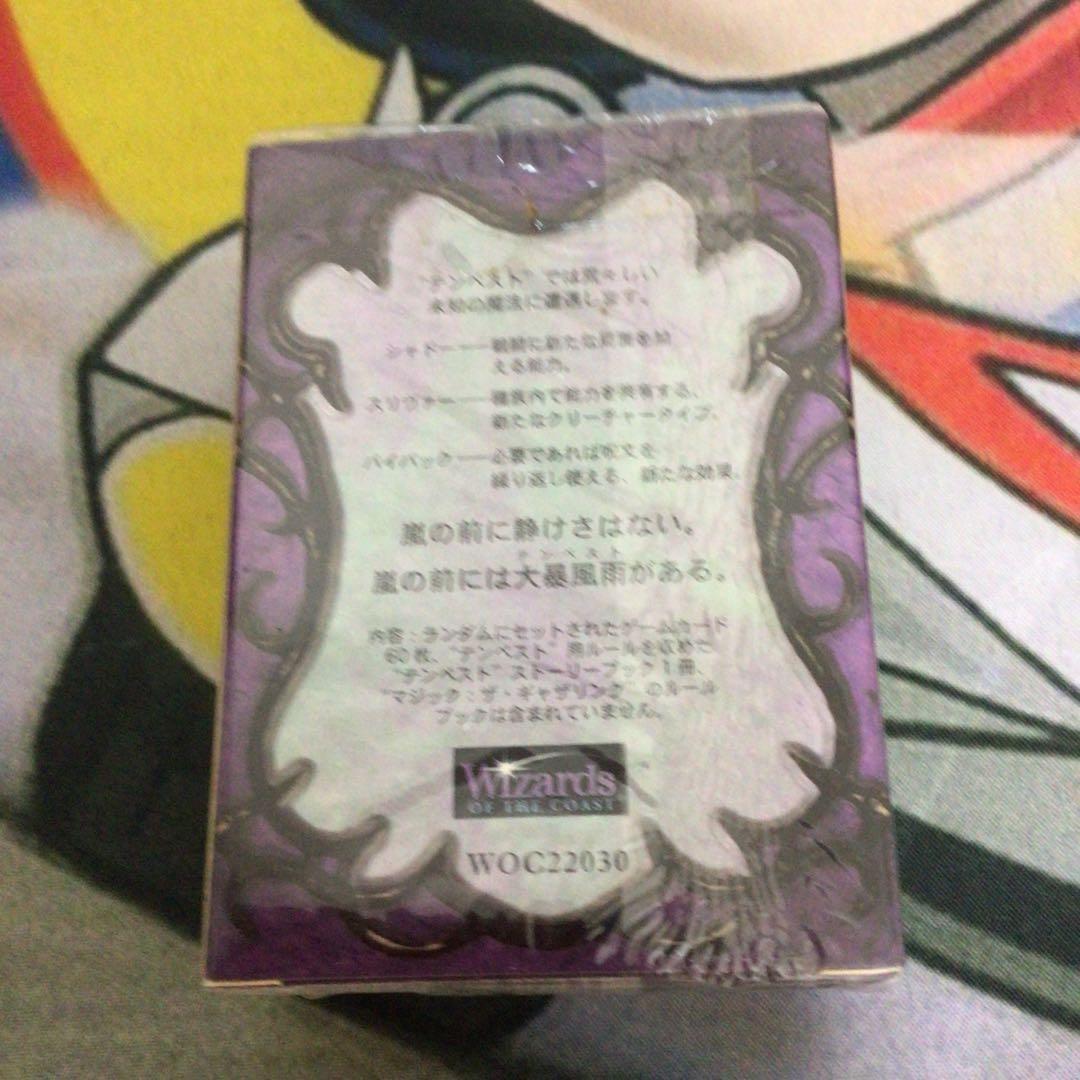 "テンペスト" では荒々しい
未知の魔法に遭遇します。
シャドー――戦闘に新たな次元を加
える能力。
スリヴァー――種族内で能力を共有する、
新たなクリーチャータイプ。
バイバック――必要であれば呪文を
繰り返し使える、新たな効果。
嵐の前に静けさはない。
テンペスト
嵐の前には大暴風雨がある。
内容：ランダムにセットされたゲームカード
60枚、"テンペスト" 用ルールを収めた
"テンペスト" ストーリーブック1冊、
"マジック：ザ・ギャザリング" のルール
ブックは含まれていません。
Wizards
OF THE COAST
TM
WOC22030